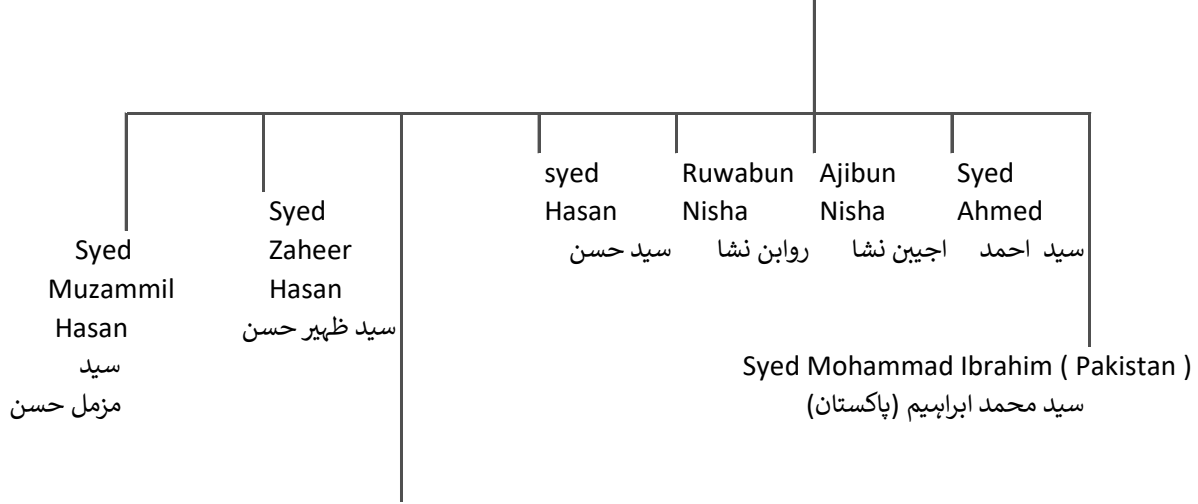 syed
Hasan
سید حسن
Ruwabun
Nisha
روابن نشا
Ajibun
Nisha
اجیبن نشا
Syed
Ahmed
سید احمد
Syed
Zaheer
Hasan
سید ظہیر حسن
Syed
Muzammil
Hasan
سید
مزمل حسن
Syed Mohammad Ibrahim ( Pakistan )
سید محمد ابراہیم (پاکستان)